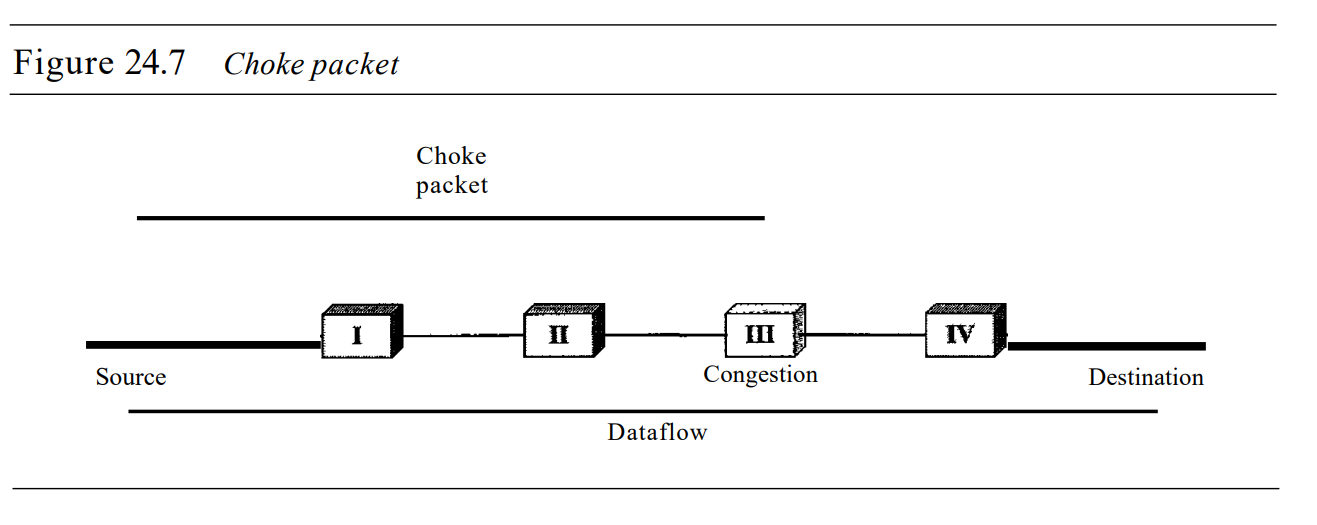 Figure 24.7 Choke packet
Choke
packet
I II III IV
Source Congestion Destination
Dataflow